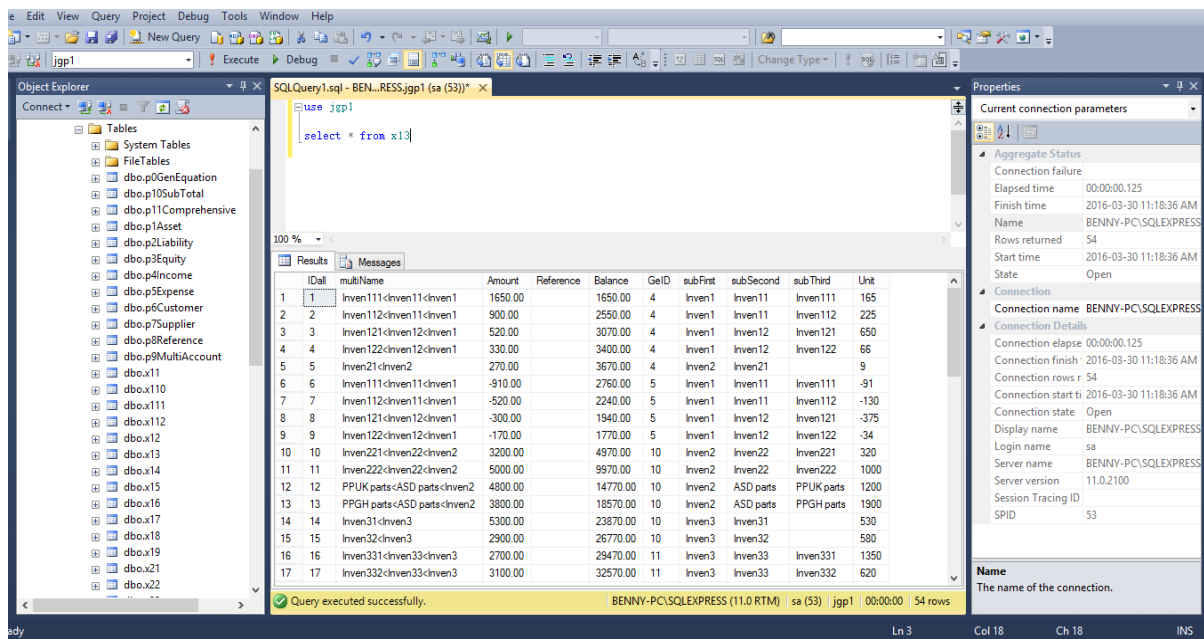 e Edit View Query Project Debug Tools Window Help
New Query
jgp1 Execute Debug Change Type
Object Explorer
Connect
Tables
System Tables
FileTables
dbo.p0GenEquation
dbo.p10SubTotal
dbo.p11Comprehensive
dbo.p1Asset
dbo.p2Liability
dbo.p3Equity
dbo.p4Income
dbo.p5Expense
dbo.p6Customer
dbo.p7Supplier
dbo.p8Reference
dbo.p9MultiAccount
dbo.x11
dbo.x110
dbo.x111
dbo.x112
dbo.x12
dbo.x13
dbo.x14
dbo.x15
dbo.x16
dbo.x17
dbo.x18
dbo.x19
dbo.x21
dbo.x22
SQLQuery1.sql - BEN...RESS.jgp1 (sa (53))*
use jgp1
select * from x13
100 %
Results Messages
IDall multiName Amount Reference Balance GeID subFirst subSecond subThird Unit
1 1 Inven111<Inven11<Inven1 1650.00 1650.00 4 Inven1 Inven11 Inven111 165
2 2 Inven112<Inven11<Inven1 900.00 2550.00 4 Inven1 Inven11 Inven112 225
3 3 Inven121<Inven12<Inven1 520.00 3070.00 4 Inven1 Inven12 Inven121 650
4 4 Inven122<Inven12<Inven1 330.00 3400.00 4 Inven1 Inven12 Inven122 66
5 5 Inven21<Inven2 270.00 3670.00 4 Inven2 Inven21 9
6 6 Inven111<Inven11<Inven1 -910.00 2760.00 5 Inven1 Inven11 Inven111 -91
7 7 Inven112<Inven11<Inven1 -520.00 2240.00 5 Inven1 Inven11 Inven112 -130
8 8 Inven121<Inven12<Inven1 -300.00 1940.00 5 Inven1 Inven12 Inven121 -375
9 9 Inven122<Inven12<Inven1 -170.00 1770.00 5 Inven1 Inven12 Inven122 -34
10 10 Inven221<Inven22<Inven2 3200.00 4970.00 10 Inven2 Inven22 Inven221 320
11 11 Inven222<Inven22<Inven2 5000.00 9970.00 10 Inven2 Inven22 Inven222 1000
12 12 PPUK parts<ASD parts<Inven2 4800.00 14770.00 10 Inven2 ASD parts PPUK parts 1200
13 13 PPGH parts<ASD parts<Inven2 3800.00 18570.00 10 Inven2 ASD parts PPGH parts 1900
14 14 Inven31<Inven3 5300.00 23870.00 10 Inven3 Inven31 530
15 15 Inven32<Inven3 2900.00 26770.00 10 Inven3 Inven32 580
16 16 Inven331<Inven33<Inven3 2700.00 29470.00 11 Inven3 Inven33 Inven331 1350
17 17 Inven332<Inven33<Inven3 3100.00 32570.00 11 Inven3 Inven33 Inven332 620
Query executed successfully. BENNY-PC\SQLEXPRESS (11.0 RTM) sa (53) jgp1 00:00:00 54 rows
Properties
Current connection parameters
Aggregate Status
Connection failure
Elapsed time 00:00:00.125
Finish time 2016-03-30 11:18:36 AM
Name BENNY-PC\SQLEXPRESS
Rows returned 54
Start time 2016-03-30 11:18:36 AM
State Open
Connection
Connection name BENNY-PC\SQLEXPRESS
Connection Details
Connection elapse 00:00:00.125
Connection finish 2016-03-30 11:18:36 AM
Connection rows r 54
Connection start ti 2016-03-30 11:18:36 AM
Connection state Open
Display name BENNY-PC\SQLEXPRESS
Login name sa
Server name BENNY-PC\SQLEXPRESS
Server version 11.0.2100
Session Tracing ID
SPID 53
Name
The name of the connection.
ady Ln 3 Col 18 Ch 18 INS